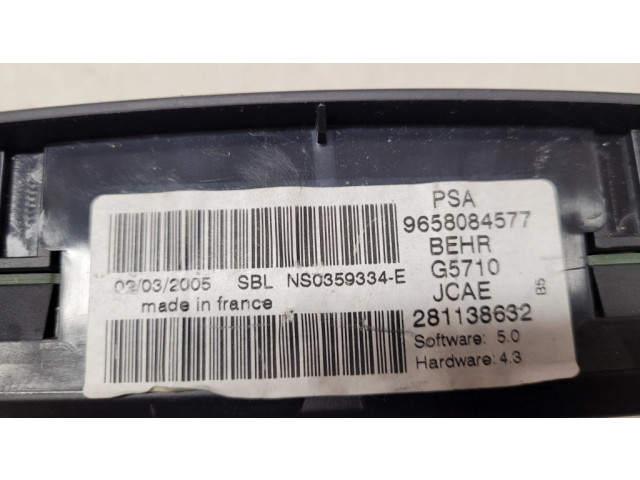 02/03/2005 SBL NS0359334-E
made in france
PSA
9658084577
BEHR
G5710
JCAE
281138632
Software: 5.0
Hardware: 4.3
B5